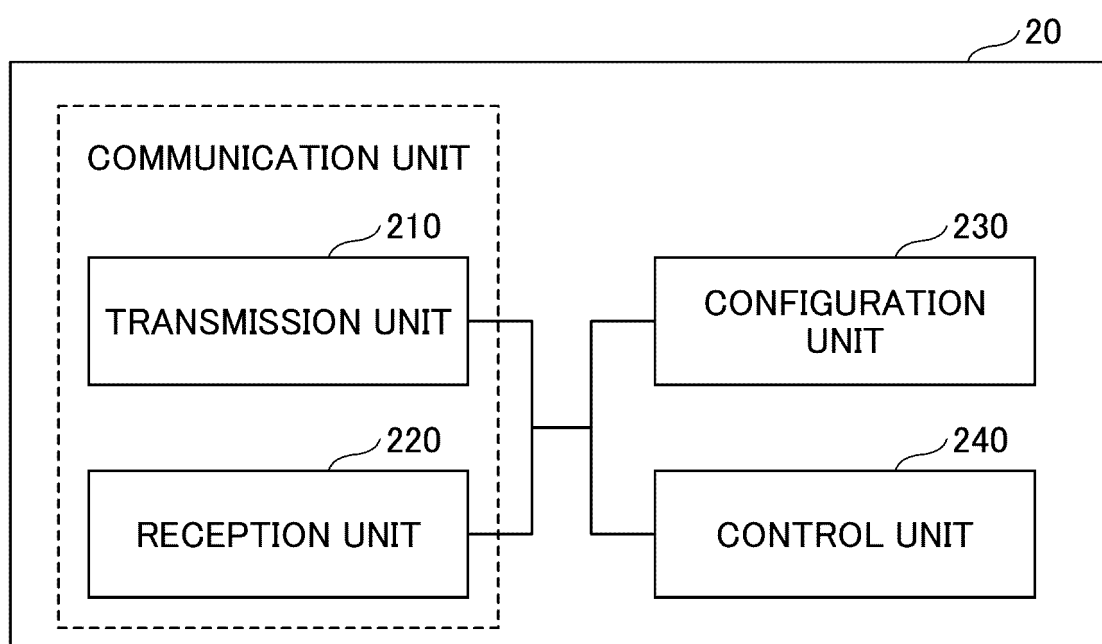 20
COMMUNICATION UNIT
210
TRANSMISSION UNIT
220
RECEPTION UNIT
230
CONFIGURATION
UNIT
240
CONTROL UNIT